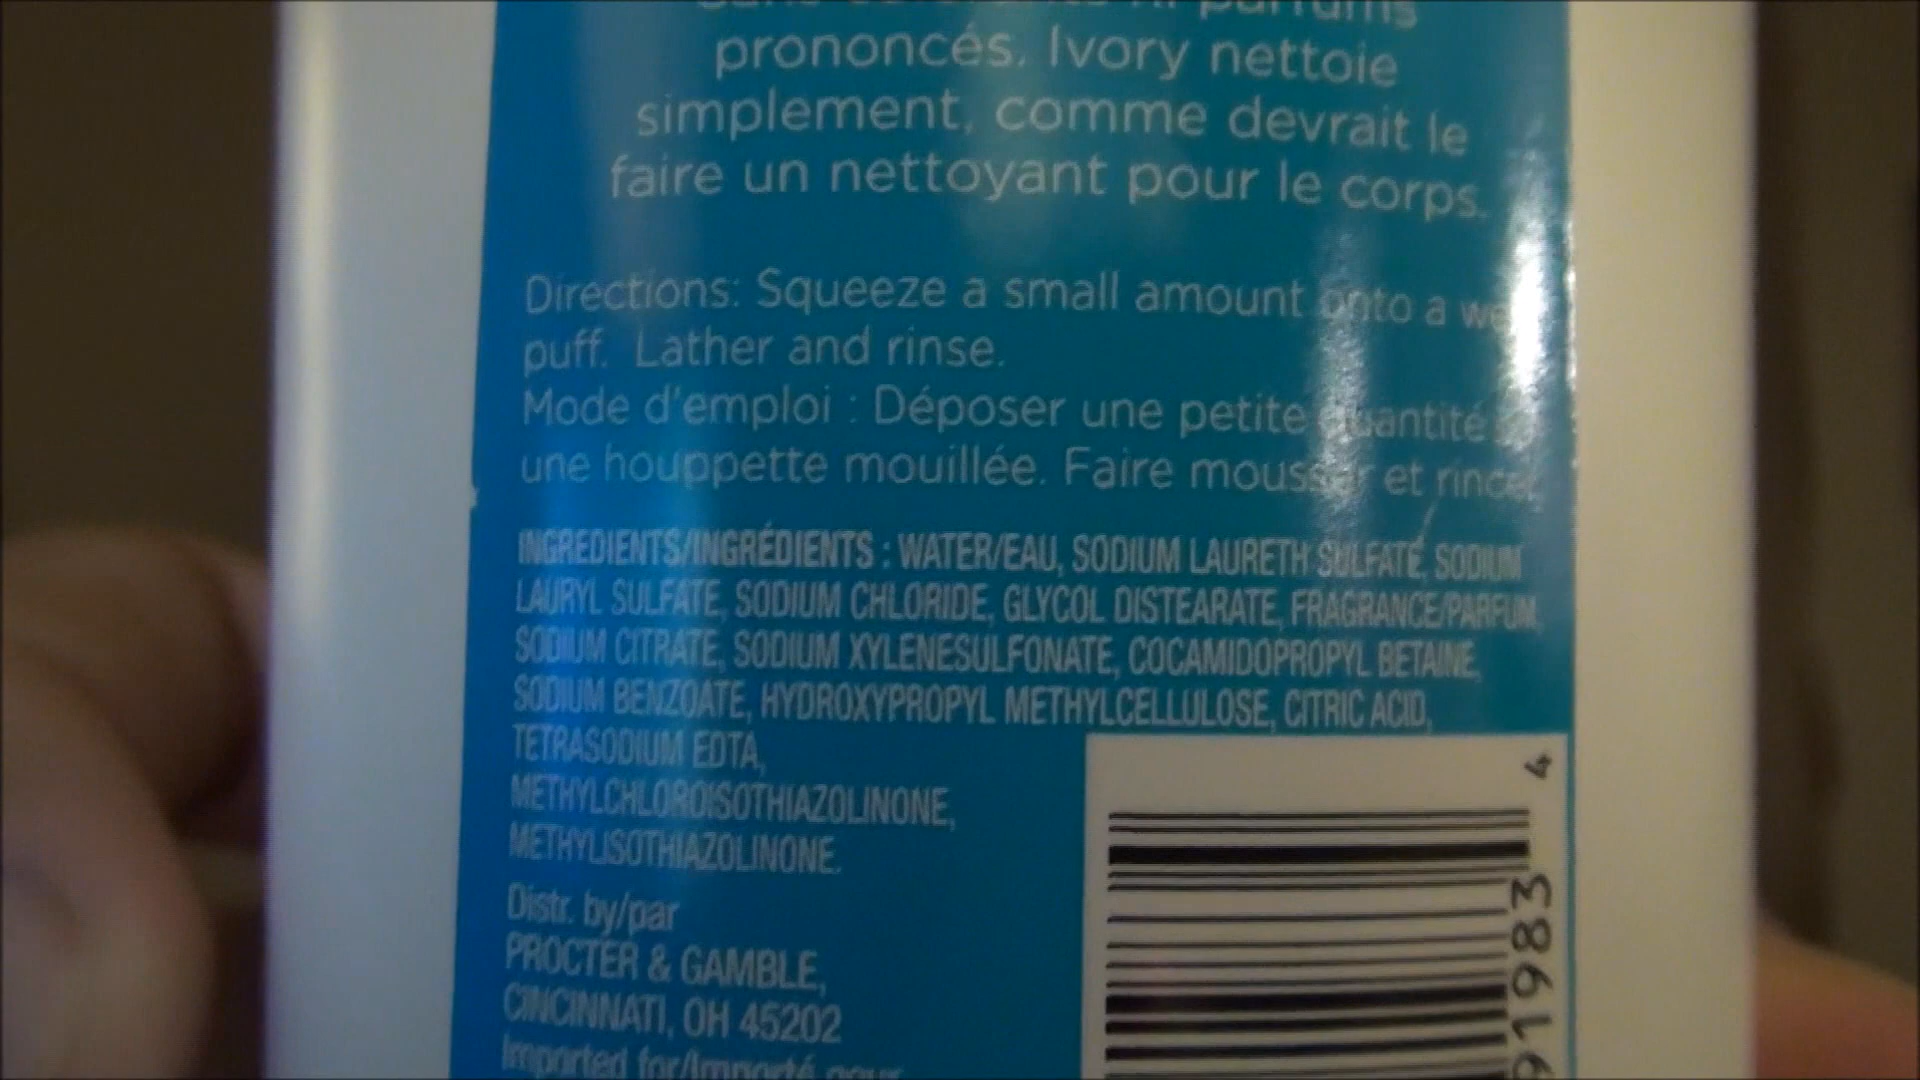 parfums
prononcés. Ivory nettoie
simplement, comme devrait le
faire un nettoyant pour le corps.
Directions: Squeeze a small amount onto a
puff. Lather and rinse.
Mode d'emploi : Déposer une petite quantité
une houppette mouillée. Faire mousser et rincer
INGREDIENTS/INGRÉDIENTS : WATER/EAU, SODIUM LAURETH SULFATE, SODIUM
LAURYL SULFATE, SODIUM CHLORIDE, GLYCOL DISTEARATE, FRAGRANCE/PARFUM,
SODIUM CITRATE, SODIUM XYLENESULFONATE, COCAMIDOPROPYL BETAINE,
SODIUM BENZOATE, HYDROXYPROPYL METHYLCELLULOSE, CITRIC ACID,
TETRASODIUM EDTA,
METHYLCHLOROISOTHIAZOLINONE,
METHYLISOTHIAZOLINONE.
Distr. by/par
PROCTER & GAMBLE,
CINCINNATI, OH 45202
Imported for/Importé pour
91983 4